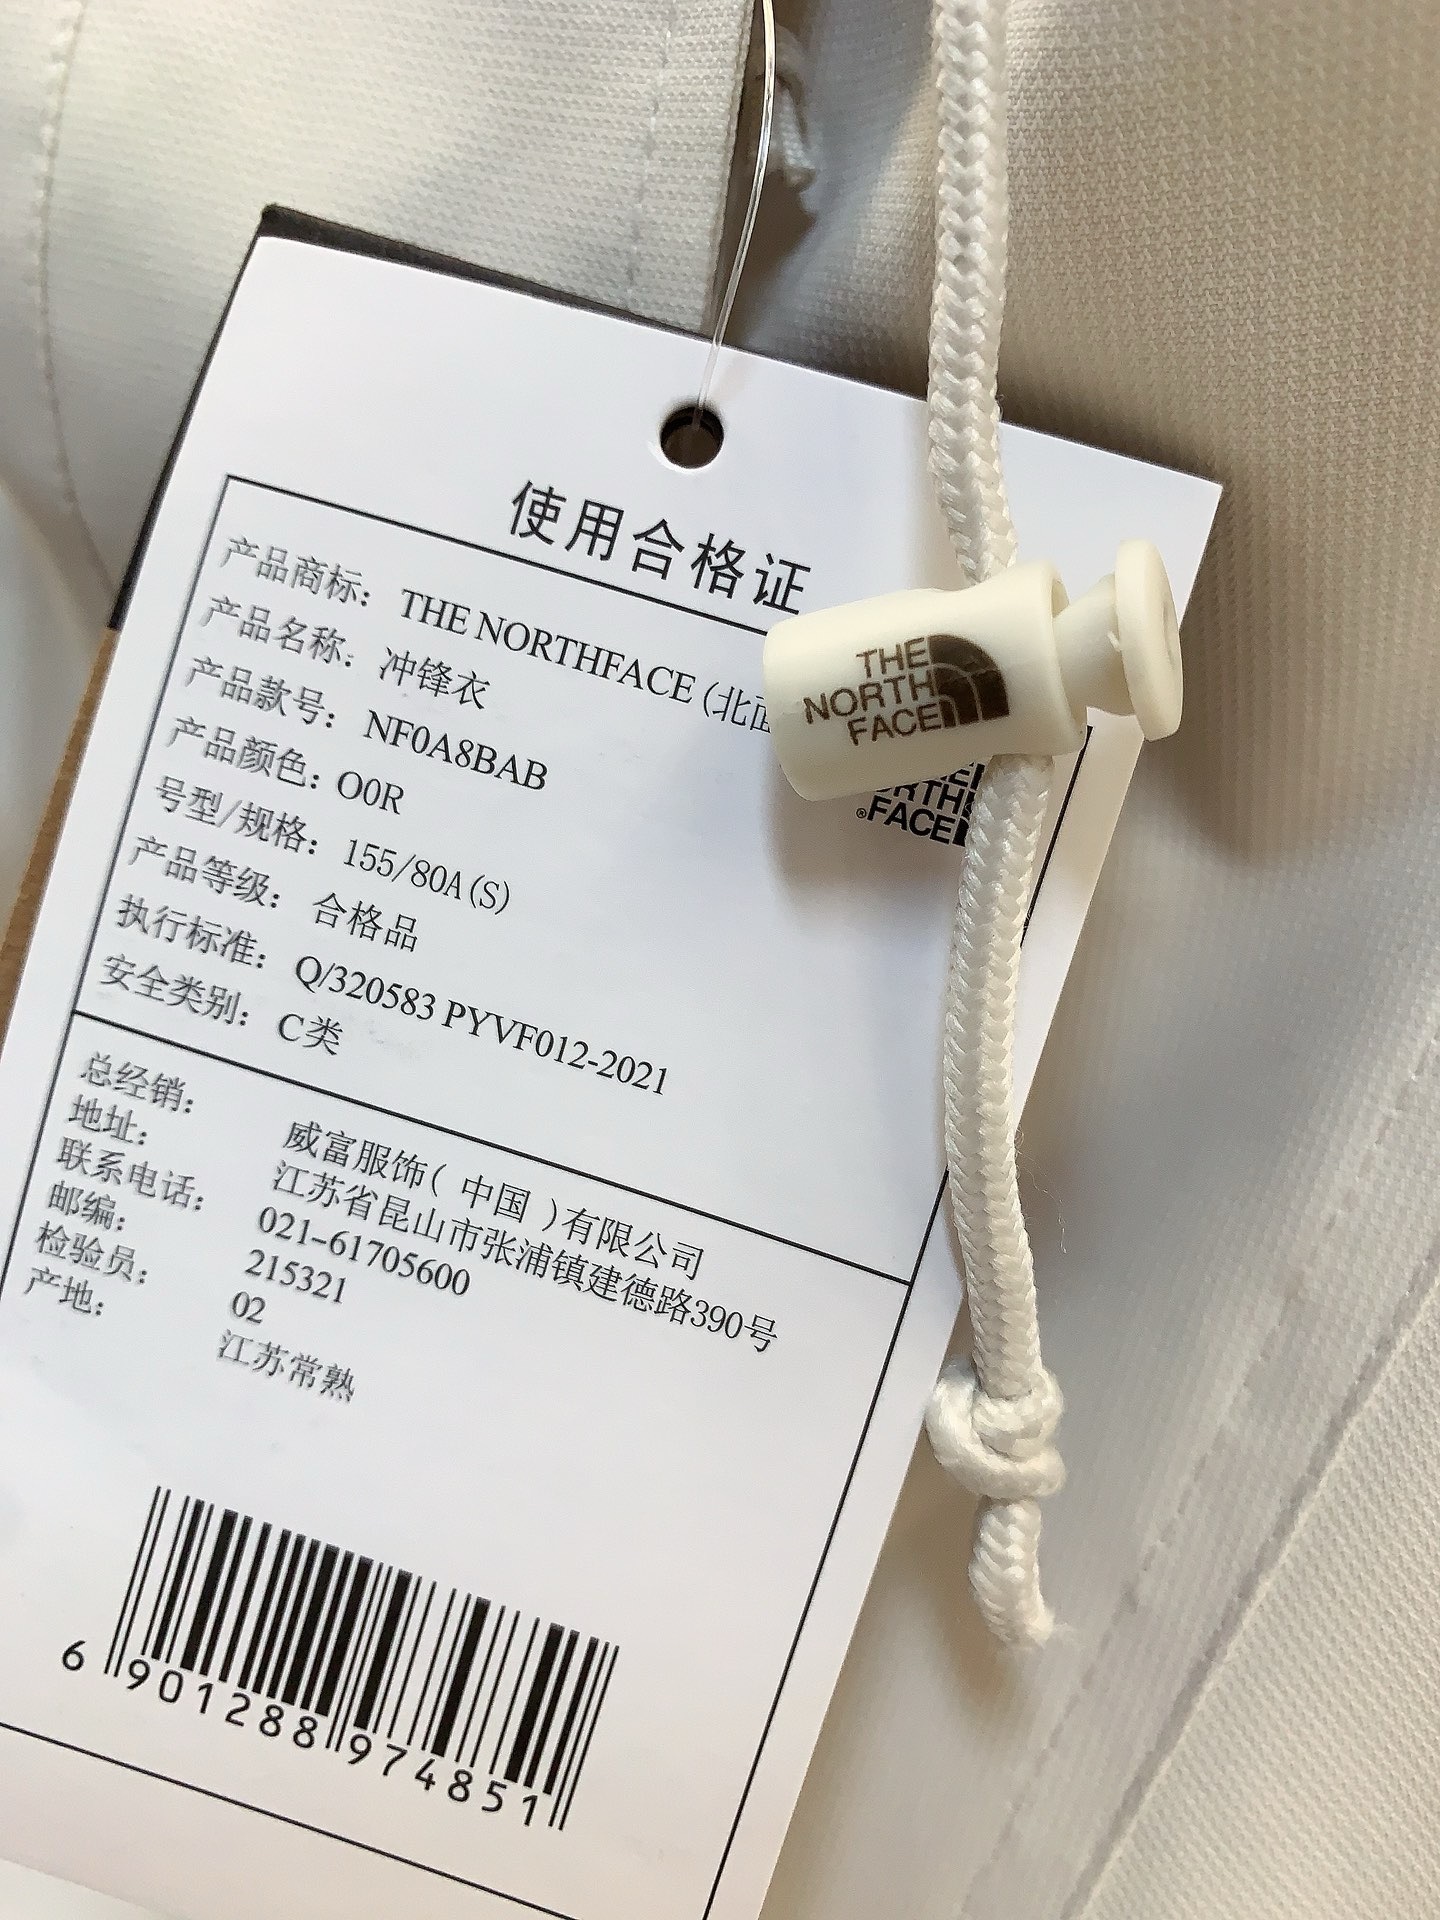 使用合格证
产品商标： THE NORTHFACE (北
产品名称： 冲锋衣
产品款号： NF0A8BAB
产品颜色： O0R
号型/规格： 155/80A(S)
产品等级： 合格品
执行标准： Q/320583 PYVF012-2021
安全类别： C类
THE
NORTH
FACE
®FACE
总经销： 威富服饰( 中国 )有限公司
地址： 江苏省昆山市张浦镇建德路390号
联系电话： 021-61705600
邮编： 215321
检验员： 02
产地： 江苏常熟
6 901288 974851